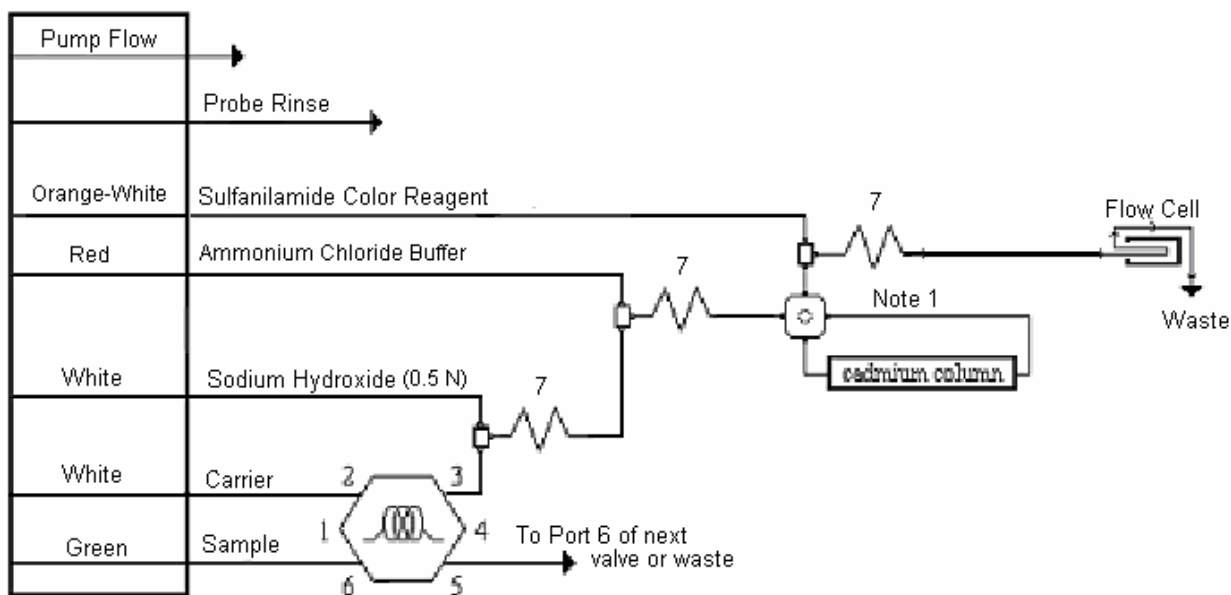 Pump Flow
Probe Rinse
Orange-White
Sulfanilamide Color Reagent
7
Flow Cell
Red
Ammonium Chloride Buffer
7
Note 1
Waste
cadmium column
White
Sodium Hydroxide (0.5 N)
7
White
Carrier
2
3
1
4
To Port 6 of next
valve or waste
Green
Sample
6
5